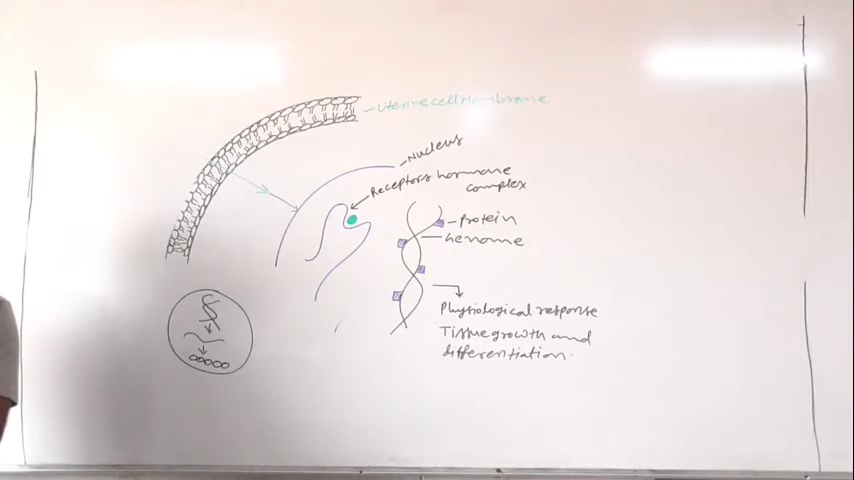 Uterine cell Membrane
Nucleus
Receptors hormone
complex
Protein
Genome
Physiological response
Tissue growth and
differentiation.